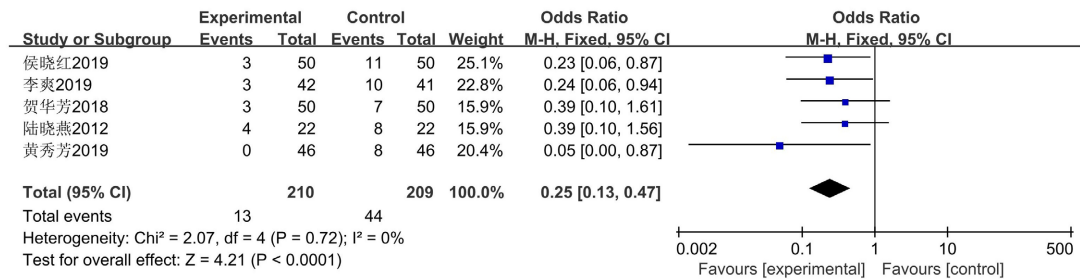 Experimental Control Odds Ratio Odds Ratio
Study or Subgroup Events Total Events Total Weight M-H, Fixed, 95% CI M-H, Fixed, 95% CI
侯晓红2019 3 50 11 50 25.1% 0.23 [0.06, 0.87]
李爽2019 3 42 10 41 22.8% 0.24 [0.06, 0.94]
贺华芳2018 3 50 7 50 15.9% 0.39 [0.10, 1.61]
陆晓燕2012 4 22 8 22 15.9% 0.39 [0.10, 1.56]
黄秀芳2019 0 46 8 46 20.4% 0.05 [0.00, 0.87]
Total (95% CI) 210 209 100.0% 0.25 [0.13, 0.47]
Total events 13 44
Heterogeneity: Chi² = 2.07, df = 4 (P = 0.72); I² = 0%
Test for overall effect: Z = 4.21 (P < 0.0001)
0.002 0.1 1 10 500
Favours [experimental] Favours [control]